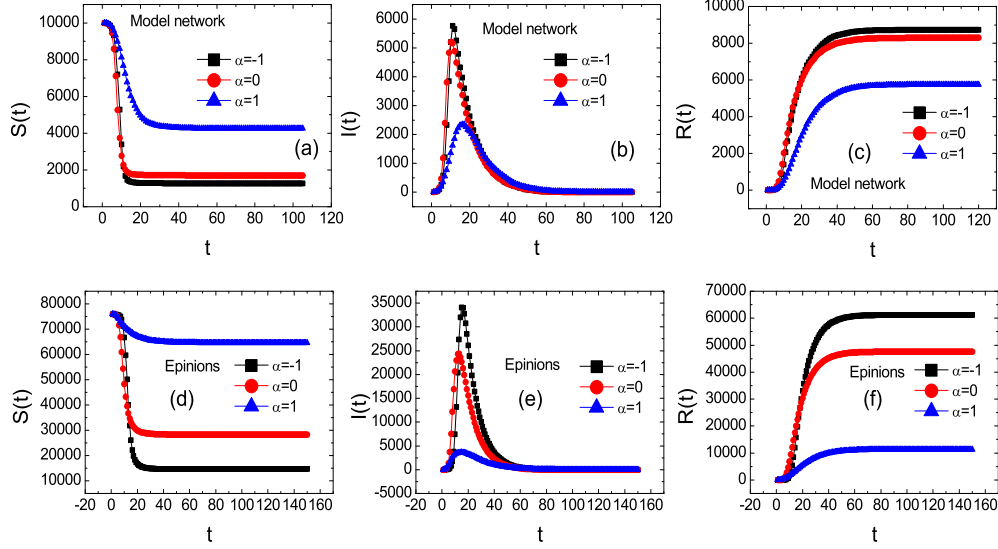 Model network
α=-1
α=0
α=1
(a)
S(t)
10000
8000
6000
4000
2000
0
0 20 40 60 80 100 120
t
Model network
α=-1
α=0
α=1
(b)
I(t)
6000
5000
4000
3000
2000
1000
0
0 20 40 60 80 100 120
t
α=-1
α=0
α=1
(c)
Model network
R(t)
10000
8000
6000
4000
2000
0
0 20 40 60 80 100 120
t
Epinions
α=-1
α=0
α=1
(d)
S(t)
80000
70000
60000
50000
40000
30000
20000
10000
-20 0 20 40 60 80 100 120 140 160
t
Epinions
α=-1
α=0
α=1
(e)
I(t)
35000
30000
25000
20000
15000
10000
5000
0
-5000
-20 0 20 40 60 80 100 120 140 160
t
Epinions
α=-1
α=0
α=1
(f)
R(t)
70000
60000
50000
40000
30000
20000
10000
0
-20 0 20 40 60 80 100 120 140 160
t